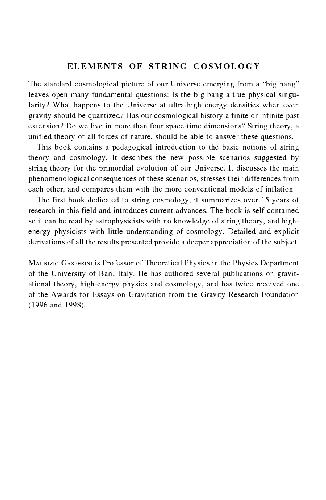 ELEMENTS OF STRING COSMOLOGY
The standard cosmological picture of our Universe emerging from a “big bang”
leaves open many fundamental questions: Is the big bang a true physical singu-
larity? What happens to the Universe at ultra-high energy densities when even
gravity should be quantized? Has our cosmological history a finite or infinite past
extension? Do we live in more than four space-time dimensions? String theory, a
unified theory of all forces of nature, should be able to answer these questions.
This book contains a pedagogical introduction to the basic notions of string
theory and cosmology. It describes the new possible scenarios suggested by
string theory for the primordial evolution of our Universe. It discusses the main
phenomenological consequences of these scenarios, stresses their differences from
each other, and compares them with the more conventional models of inflation.
The first book dedicated to string cosmology, it summarizes over 15 years of
research in this field and introduces current advances. The book is self-contained
so it can be read by astrophysicists with no knowledge of string theory, and high-
energy physicists with little understanding of cosmology. Detailed and explicit
derivations of all the results presented provide a deeper appreciation of the subject.
MAURIZIO GASPERINI is Professor of Theoretical Physics in the Physics Department
of the University of Bari, Italy. He has authored several publications on gravit-
ational theory, high-energy physics and cosmology, and has twice received one
of the Awards for Essays on Gravitation from the Gravity Research Foundation
(1996 and 1998).